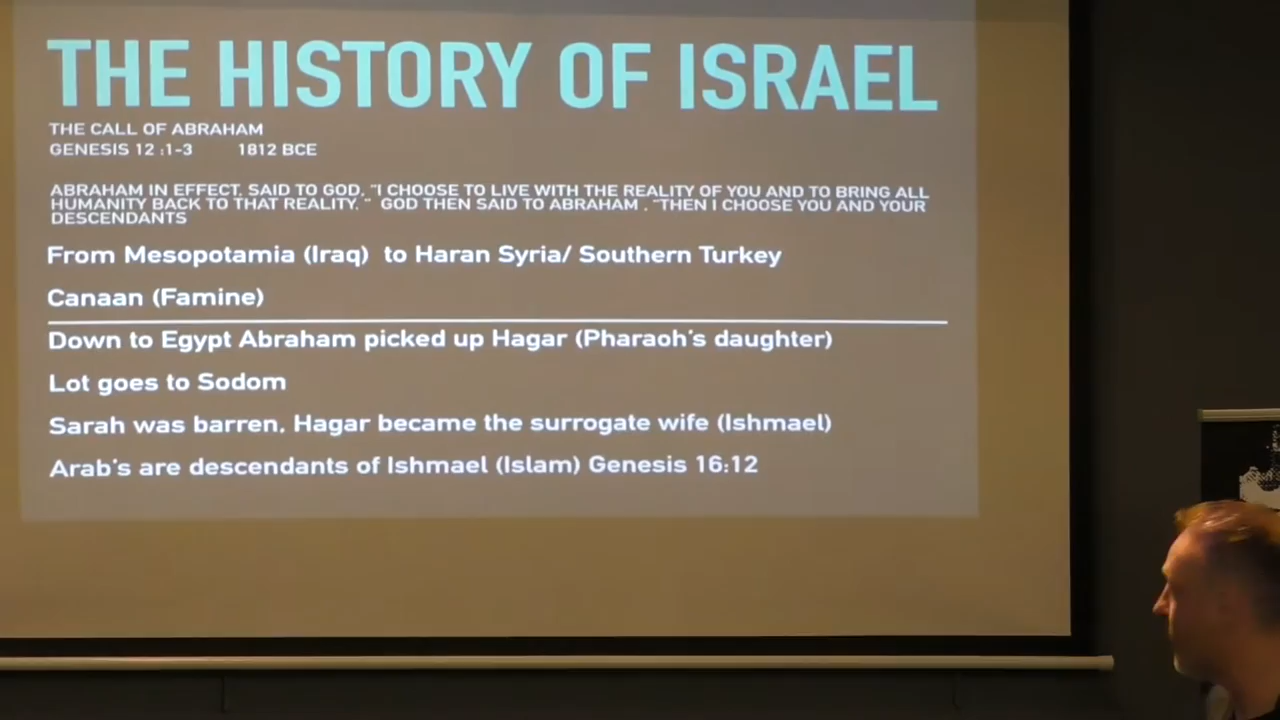 THE HISTORY OF ISRAEL
THE CALL OF ABRAHAM
GENESIS 12 :1-3 1812 BCE
ABRAHAM IN EFFECT, SAID TO GOD, "I CHOOSE TO LIVE WITH THE REALITY OF YOU AND TO BRING ALL
HUMANITY BACK TO THAT REALITY. " GOD THEN SAID TO ABRAHAM , "THEN I CHOOSE YOU AND YOUR
DESCENDANTS
From Mesopotamia (Iraq) to Haran Syria/ Southern Turkey
Canaan (Famine)
Down to Egypt Abraham picked up Hagar (Pharaoh's daughter)
Lot goes to Sodom
Sarah was barren, Hagar became the surrogate wife (Ishmael)
Arab's are descendants of Ishmael (Islam) Genesis 16:12